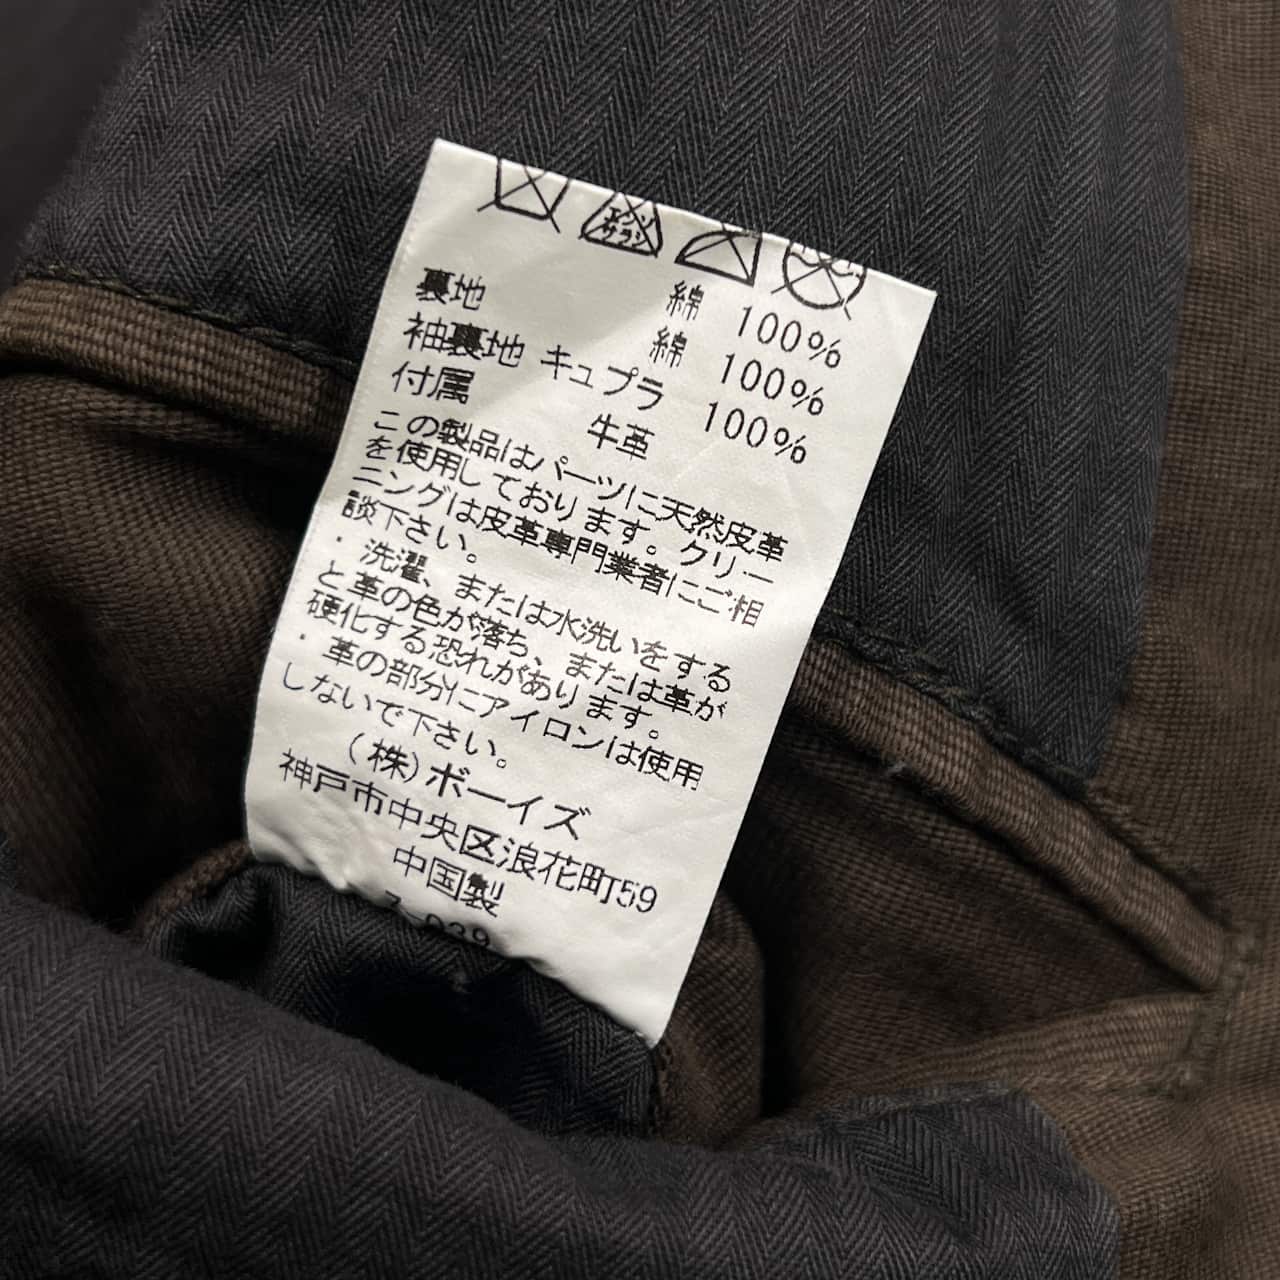 エンソ
サラシ
綿 100%
裏地 綿 100%
袖裏地 キュプラ 100%
付属 牛革
この製品はパーツに天然皮革
を使用しております。クリー
ニングは皮革専門業者にご相
談下さい。
・洗濯、または水洗いをする
と革の色が落ち、または革が
硬化する恐れがあります。
・革の部分にアイロンは使用
しないで下さい。
(株)ボーイズ
神戸市中央区浪花町59
中国製